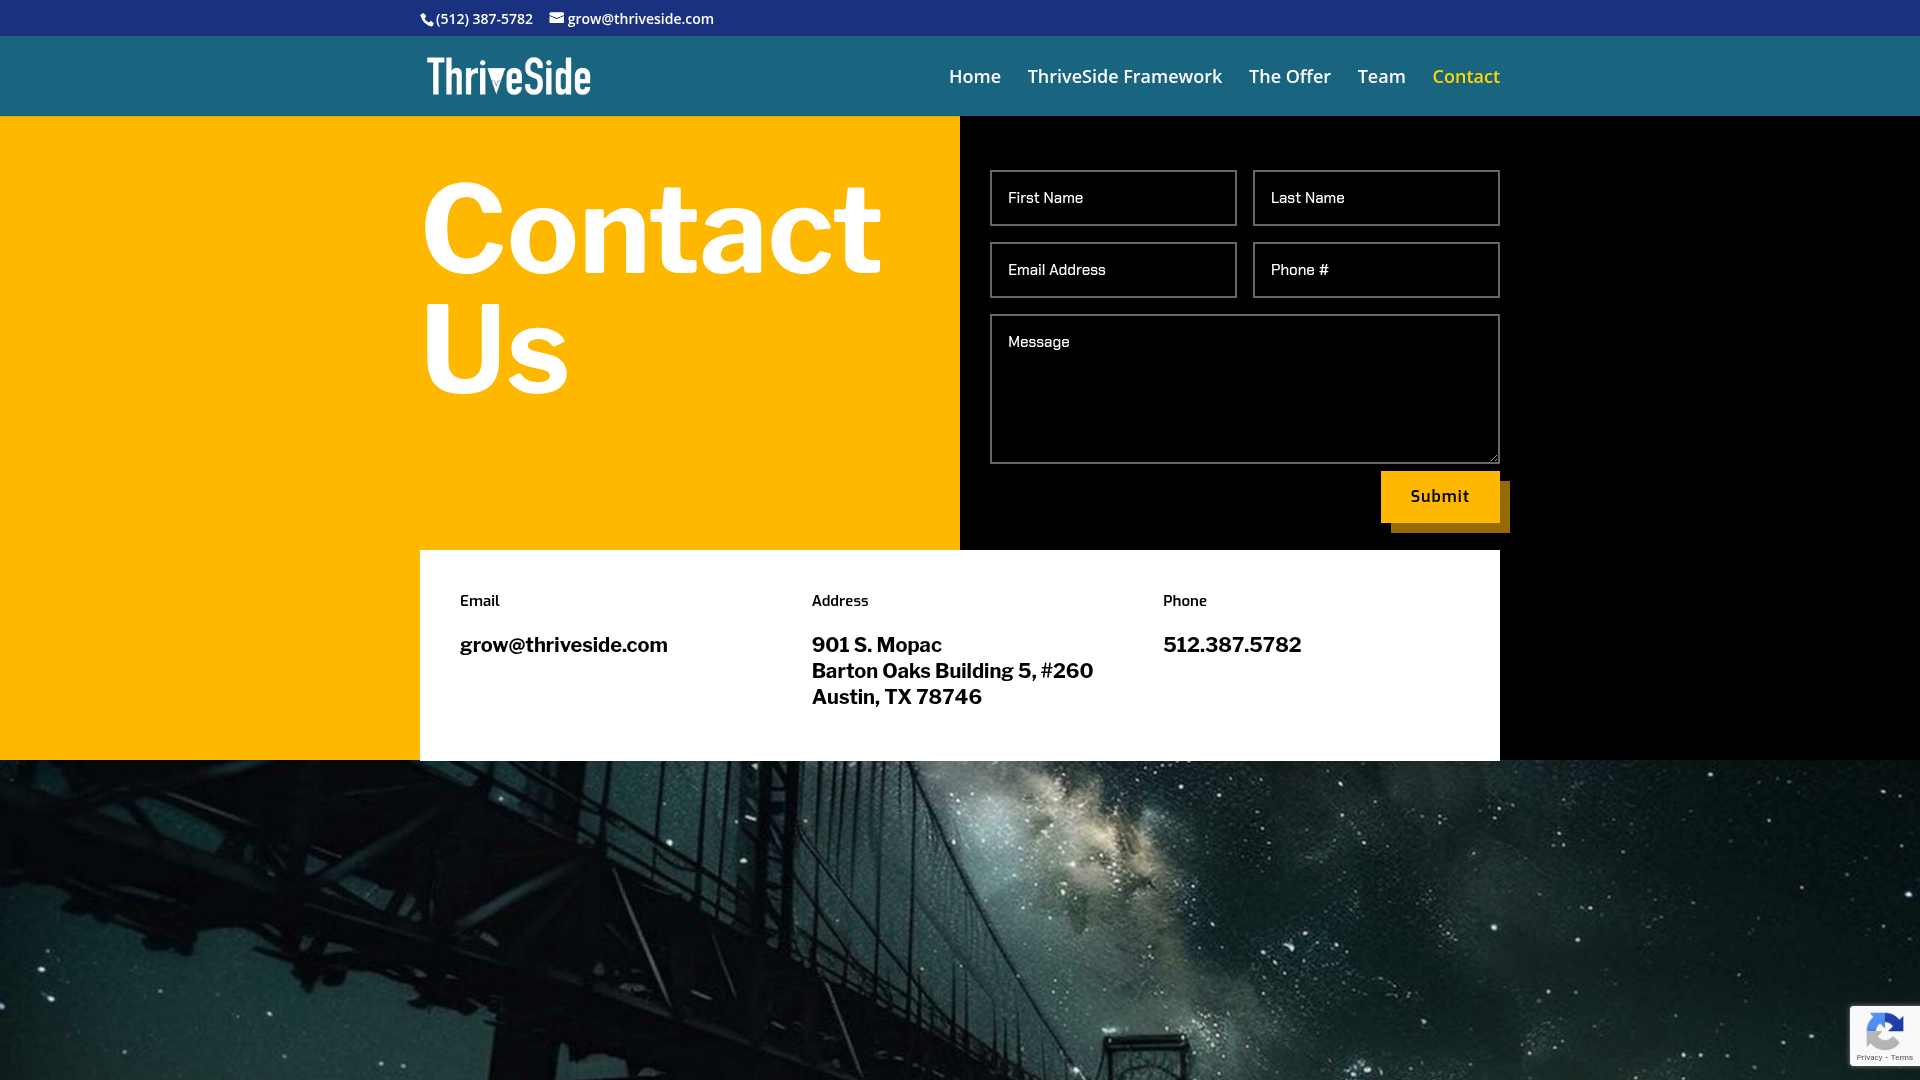 (512) 387-5782 grow@thriveside.com
ThriveSide
Home ThriveSide Framework The Offer Team Contact
Contact
Us
First Name Last Name
Email Address Phone #
Message
Submit
Email
grow@thriveside.com
Address
901 S. Mopac
Barton Oaks Building 5, #260
Austin, TX 78746
Phone
512.387.5782
Privacy - Terms